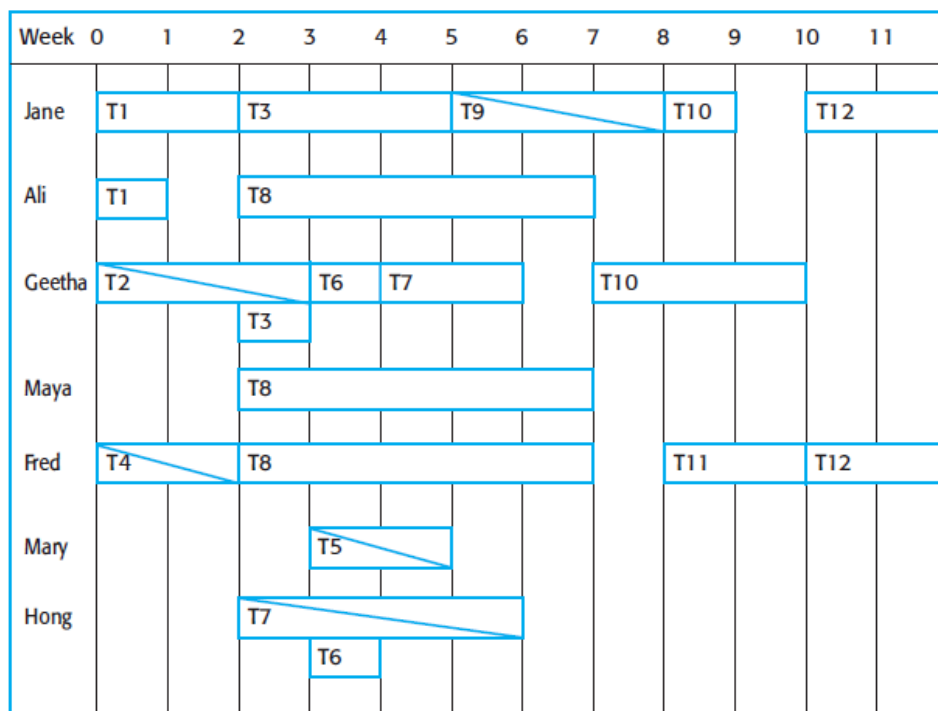 Week 0 1 2 3 4 5 6 7 8 9 10 11
Jane T1 T3 T9 T10 T12
Ali T1 T8
Geetha T2 T6 T7 T10
T3
Maya T8
Fred T4 T8 T11 T12
Mary T5
Hong T7
T6